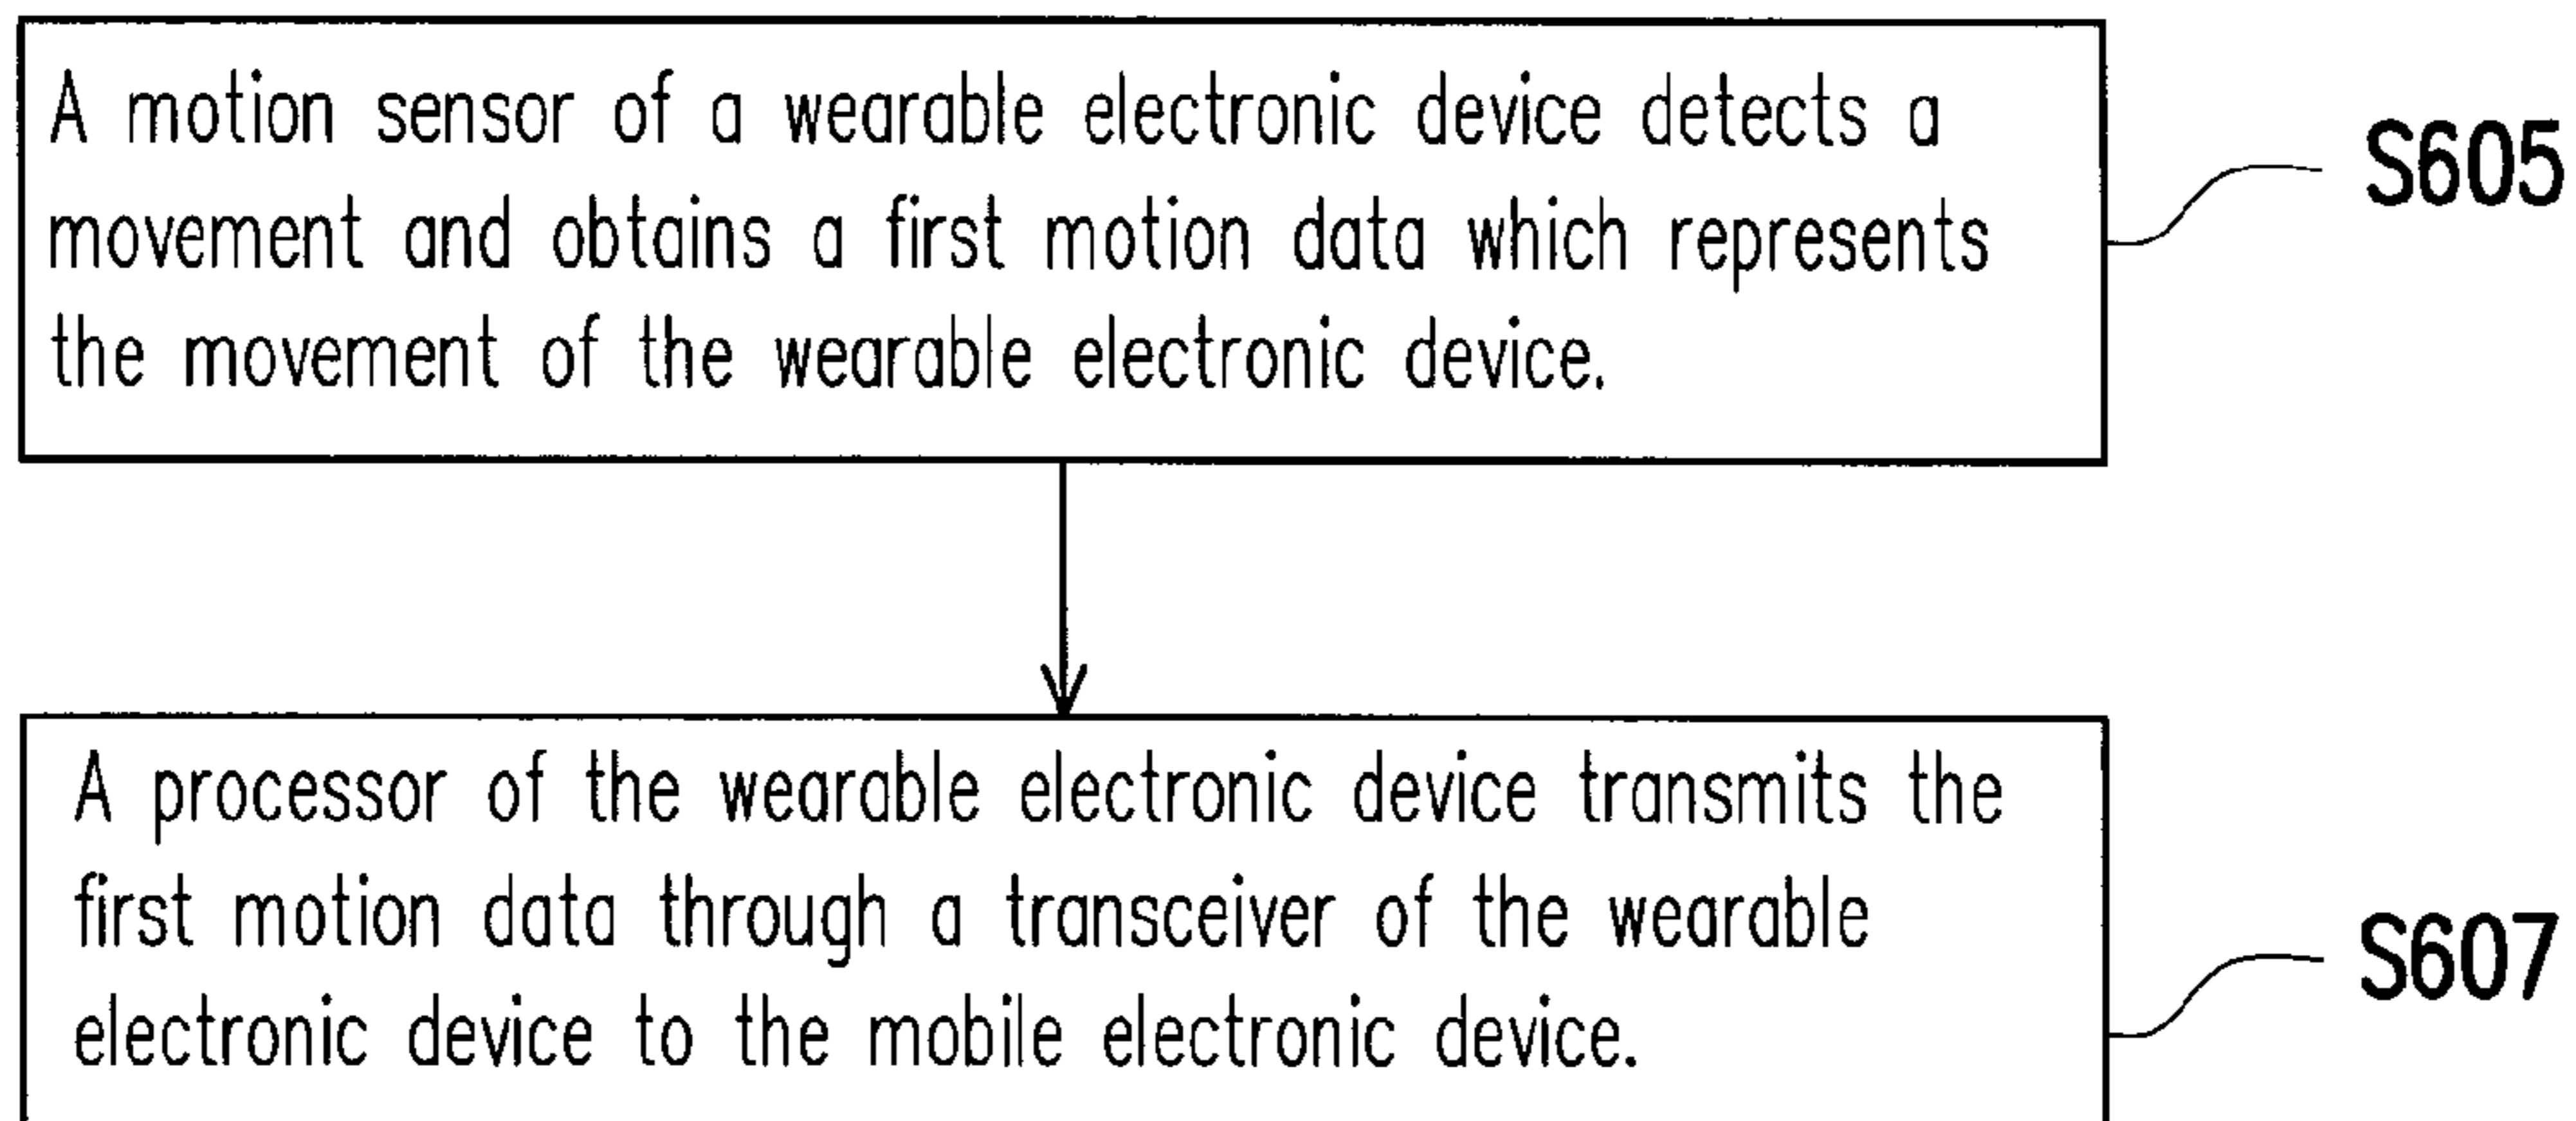 A motion sensor of a wearable electronic device detects a
movement and obtains a first motion data which represents
the movement of the wearable electronic device.
S605
A processor of the wearable electronic device transmits the
first motion data through a transceiver of the wearable
electronic device to the mobile electronic device.
S607